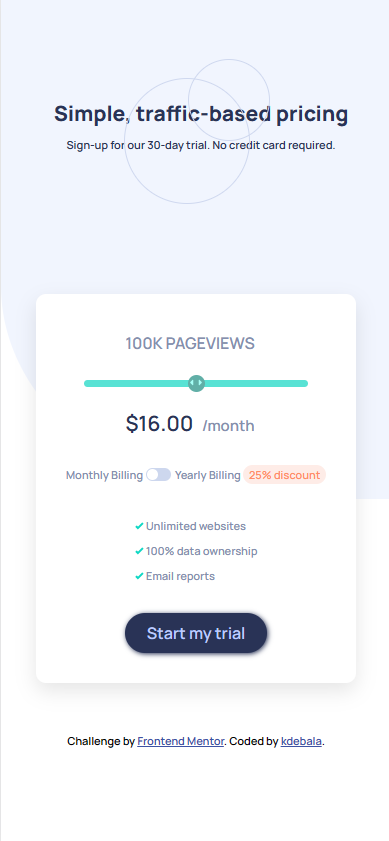 Simple, traffic-based pricing
Sign-up for our 30-day trial. No credit card required.
100K PAGEVIEWS
$16.00 /month
Monthly Billing Yearly Billing 25% discount
Unlimited websites
100% data ownership
Email reports
Start my trial
Challenge by Frontend Mentor. Coded by kdebala.